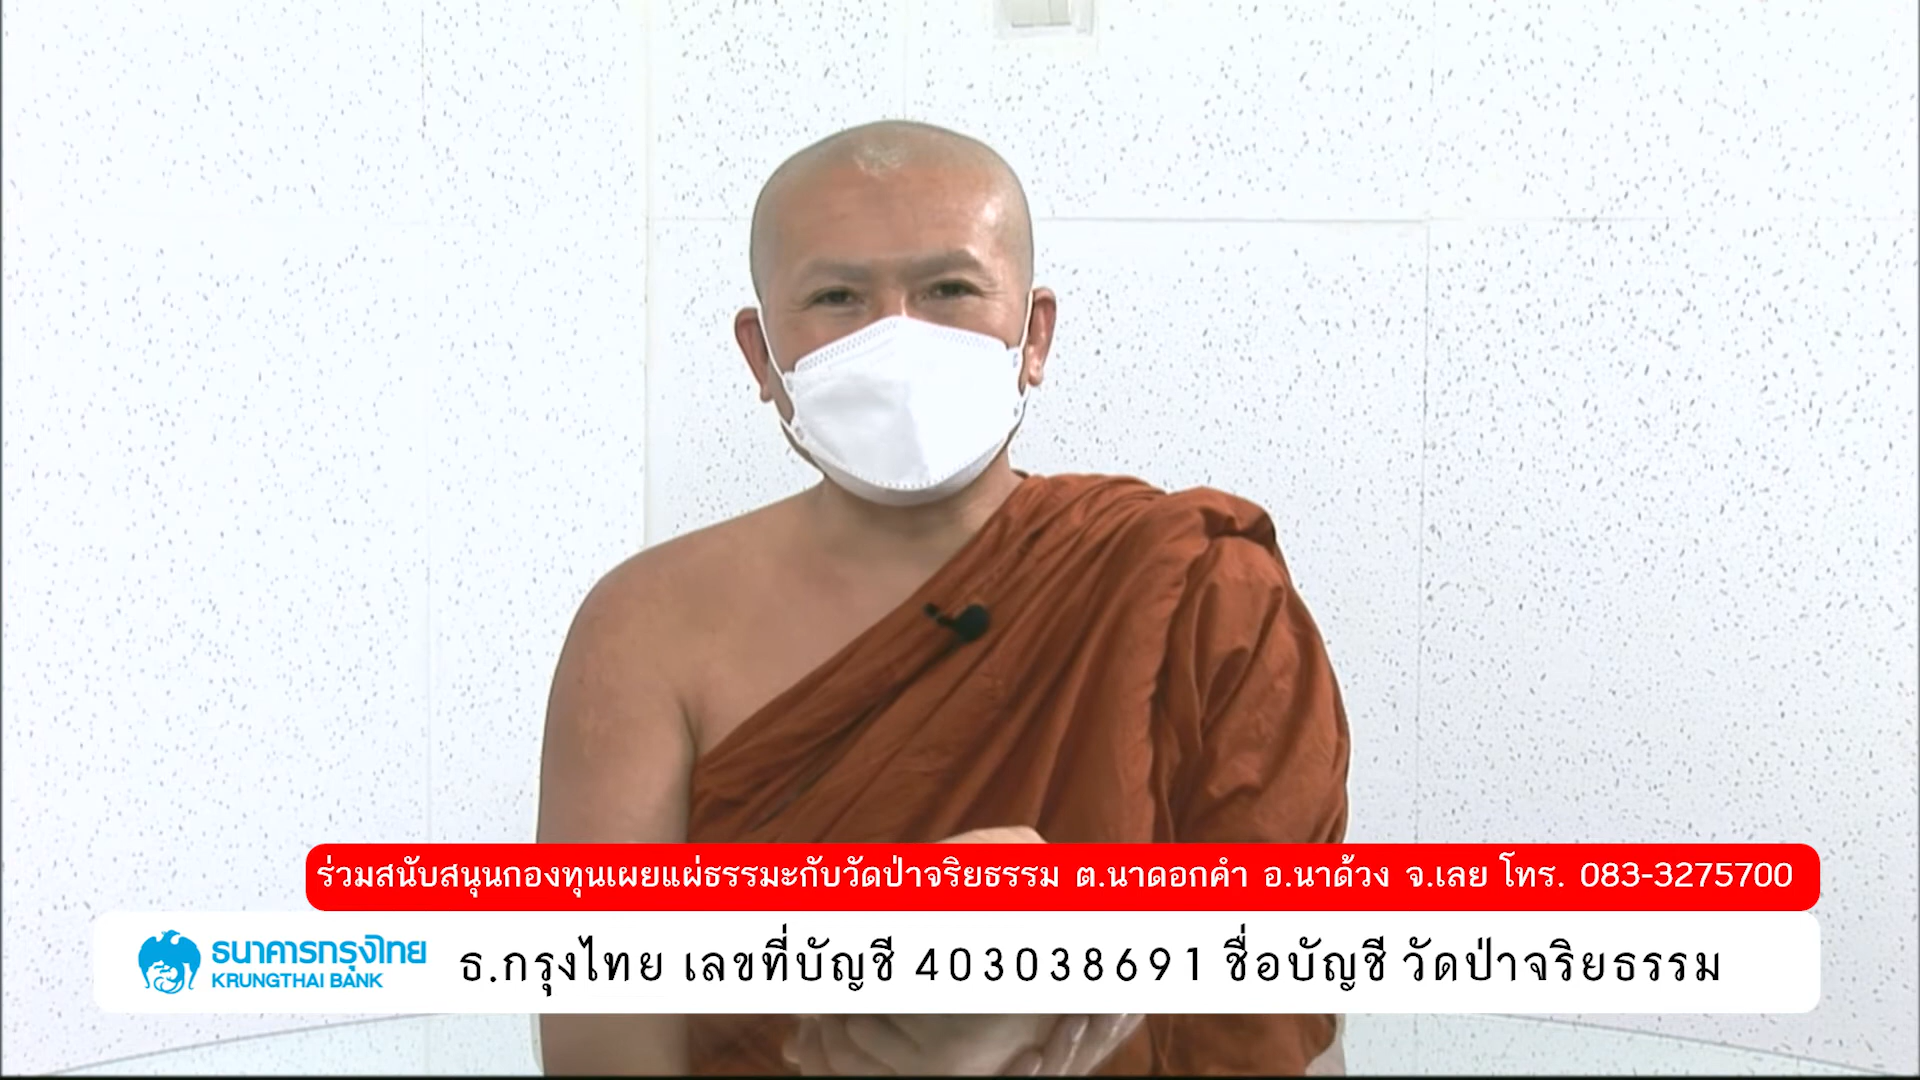 ร่วมสนับสนุนกองทุนเผยแผ่ธรรมะกับวัดป่าจริยธรรม ต.นาดอกคำ อ.นาด้วง จ.เลย โทร. 083-3275700
ธนาคารกรุงไทย
KRUNGTHAI BANK
ธ.กรุงไทย เลขที่บัญชี 403038691 ชื่อบัญชี วัดป่าจริยธรรม